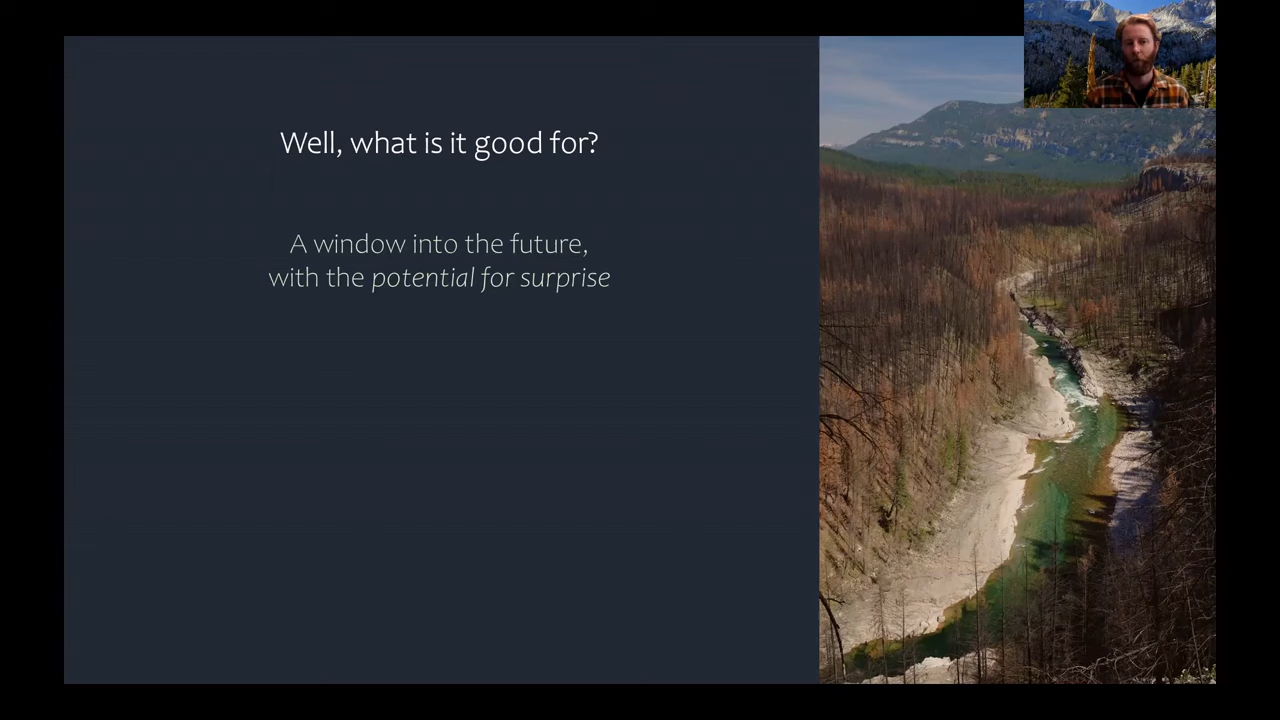 Well, what is it good for?
A window into the future,
with the potential for surprise